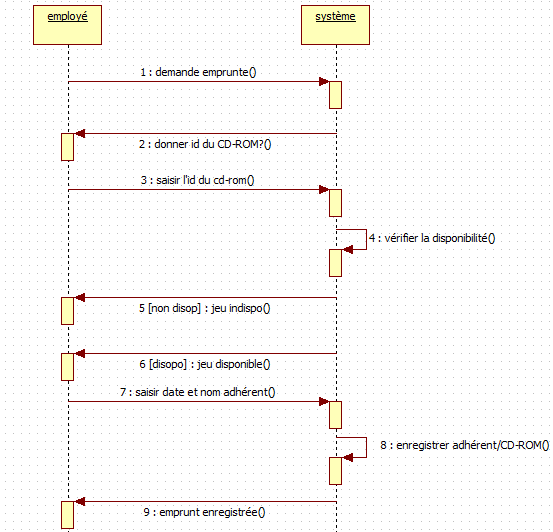 employé
système
1 : demande emprunte()
2 : donner id du CD-ROM?()
3 : saisir l'id du cd-rom()
4 : vérifier la disponibilité()
5 [non disop] : jeu indispo()
6 [disopo] : jeu disponible()
7 : saisir date et nom adhérent()
8 : enregistrer adhérent/CD-ROM()
9 : emprunt enregistrée()